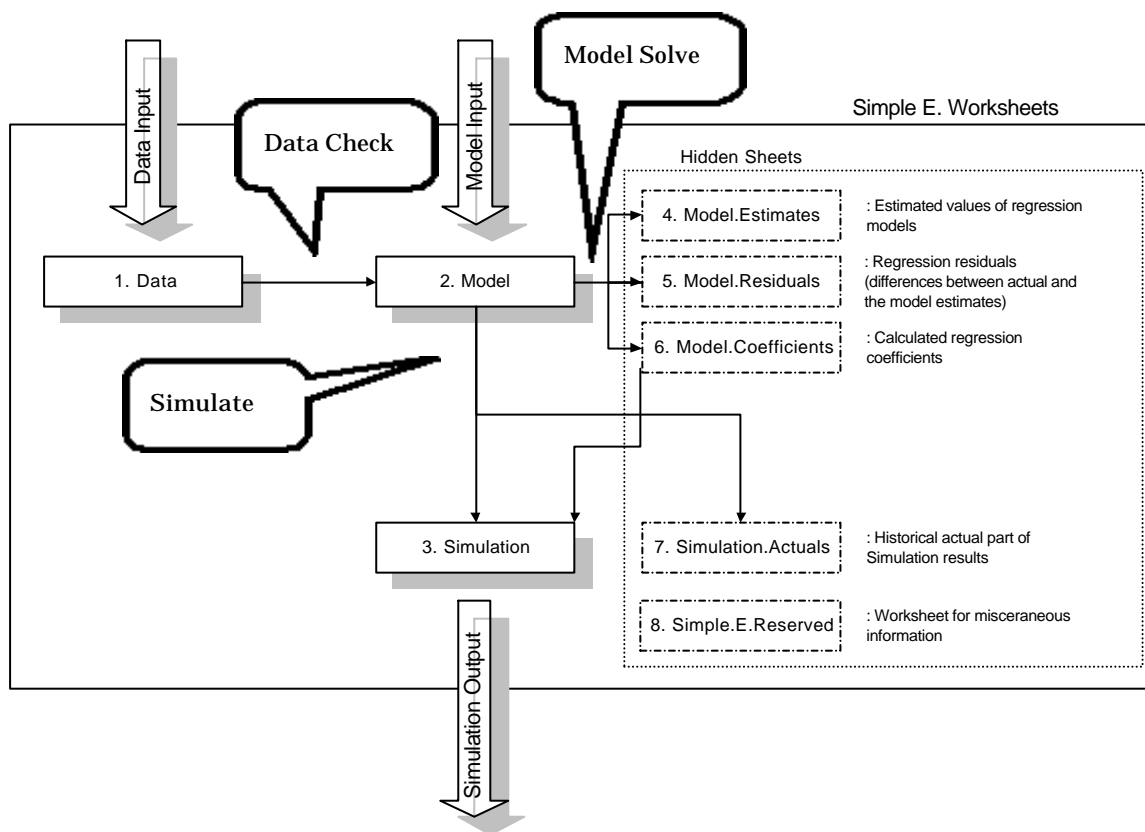 Model Solve
Simple E. Worksheets
Data Input
Data Check
Model Input
Hidden Sheets
4. Model.Estimates
: Estimated values of regression
models
1. Data
2. Model
5. Model.Residuals
: Regression residuals
(differences between actual and
the model estimates)
6. Model.Coefficients
: Calculated regression
coefficients
Simulate
3. Simulation
7. Simulation.Actuals
: Historical actual part of
Simulation results
8. Simple.E.Reserved
: Worksheet for misceraneous
information
Simulation Output